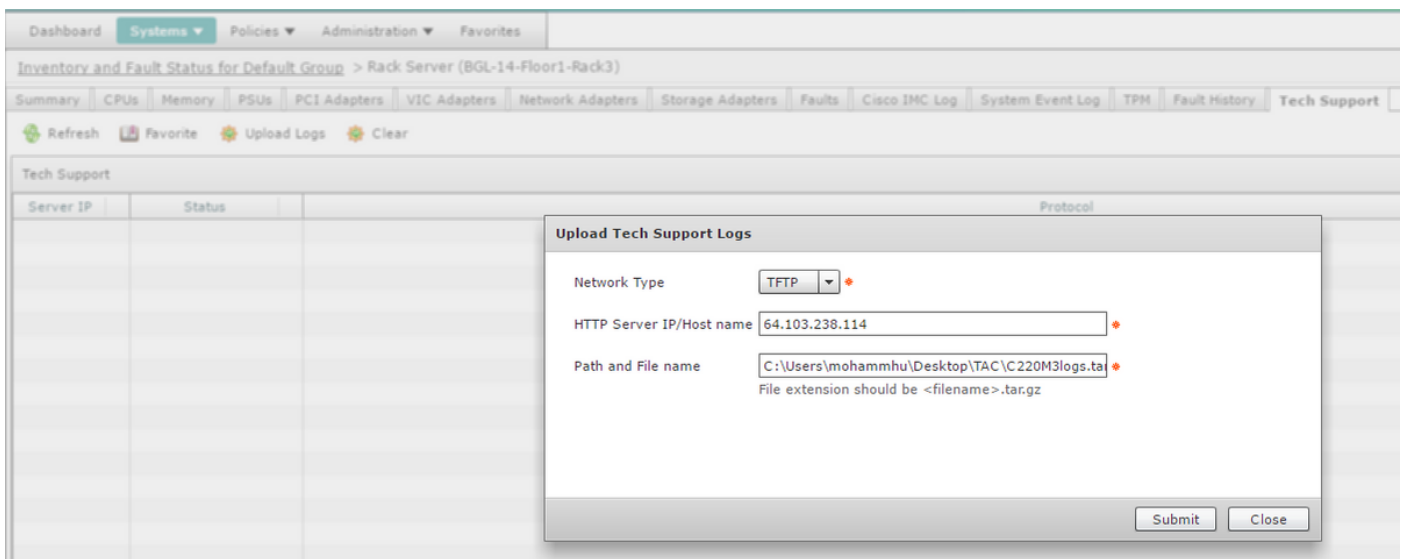 Dashboard Systems Policies Administration Favorites
Inventory and Fault Status for Default Group > Rack Server (BGL-14-Floor1-Rack3)
Summary CPUs Memory PSUs PCI Adapters VIC Adapters Network Adapters Storage Adapters Faults Cisco IMC Log System Event Log TPM Fault History Tech Support
Refresh Favorite Upload Logs Clear
Tech Support
Server IP Status Protocol
Upload Tech Support Logs
Network Type TFTP
HTTP Server IP/Host name 64.103.238.114
Path and File name C:\Users\mohammhu\Desktop\TAC\C220M3logs.tar
File extension should be <filename>.tar.gz
Submit Close